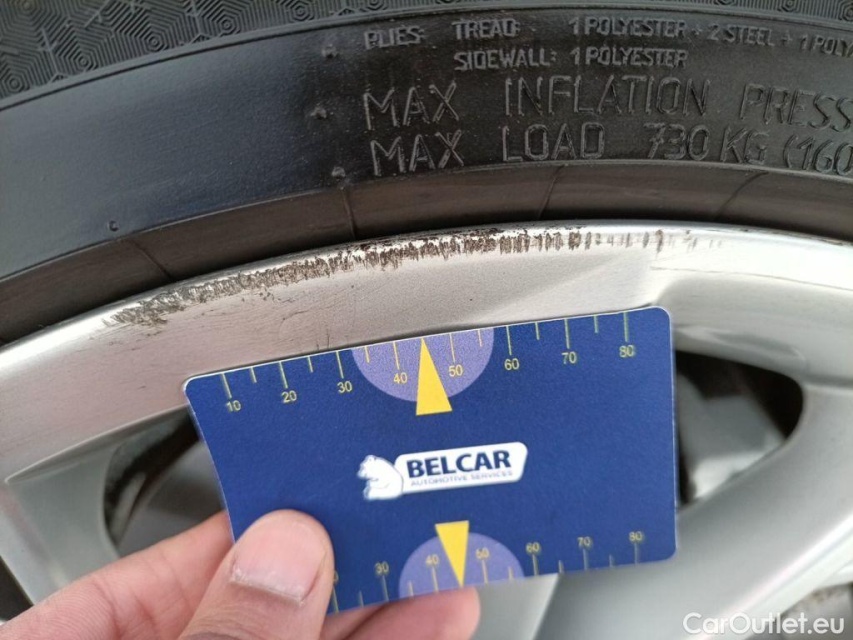 PLIES: TREAD: 1 POLYESTER + 2 STEEL + 1 POLY
SIDEWALL: 1 POLYESTER
MAX INFLATION PRESS
MAX LOAD 730 KG (160
10 20 30 40 50 60 70 80
BELCAR
AUTOMOTIVE SERVICES
30 40 50 60 70 80
CarOutlet.eu